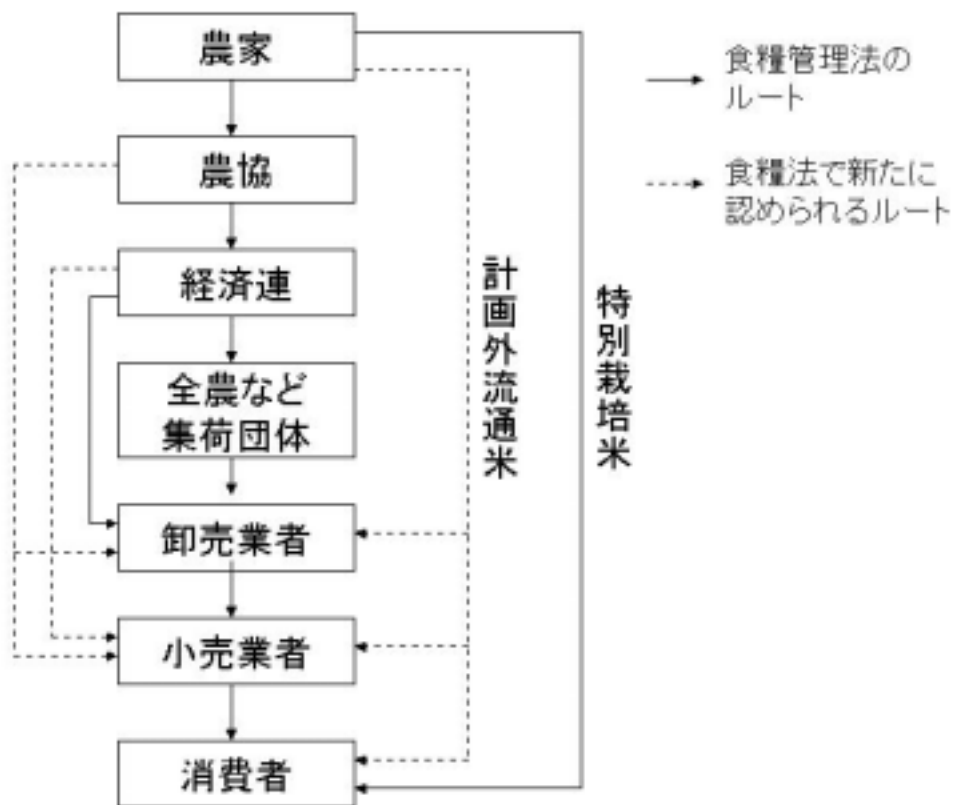 農家
農協
経済連
全農など
集荷団体
卸売業者
小売業者
消費者
計画外流通米
特別栽培米
食糧管理法の
ルート
食糧法で新たに
認められるルート